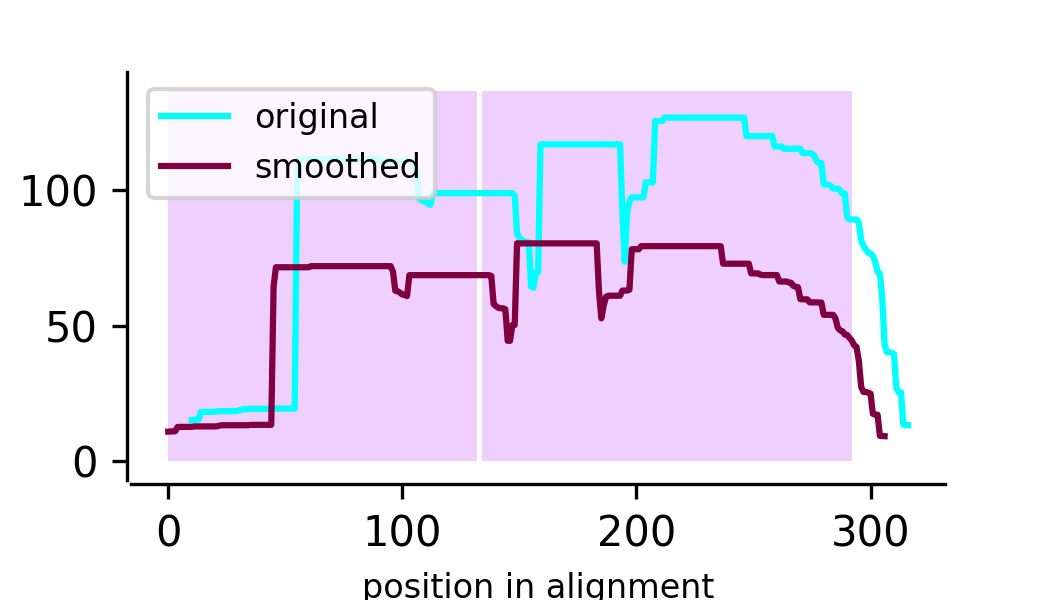 original
smoothed
100
50
0
0 100 200 300
position in alignment